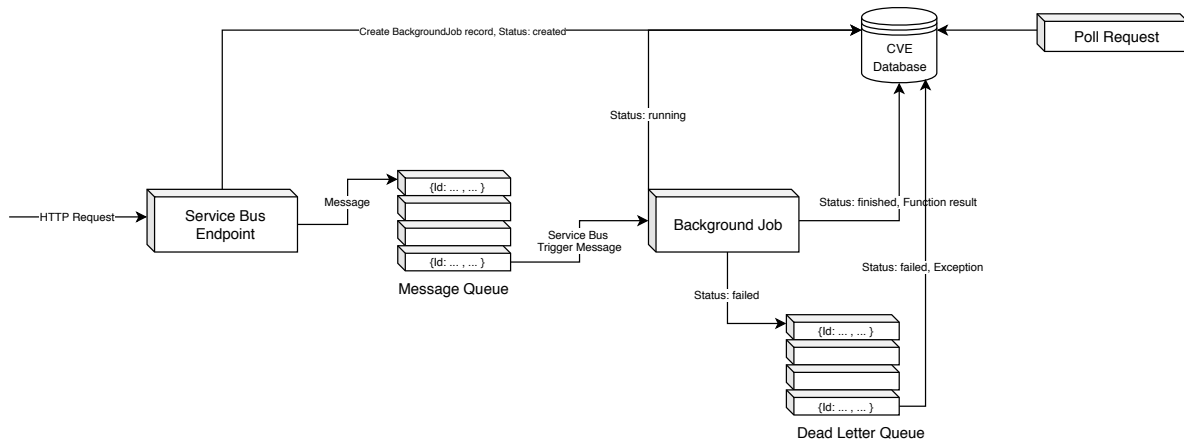 Create BackgroundJob record, Status: created
CVE
Database
Poll Request
Status: running
HTTP Request
Service Bus
Endpoint
Message
{Id: ... , ... }
{Id: ... , ... }
Message Queue
Service Bus
Trigger Message
Background Job
Status: finished, Function result
Status: failed, Exception
Status: failed
{Id: ... , ... }
{Id: ... , ... }
Dead Letter Queue